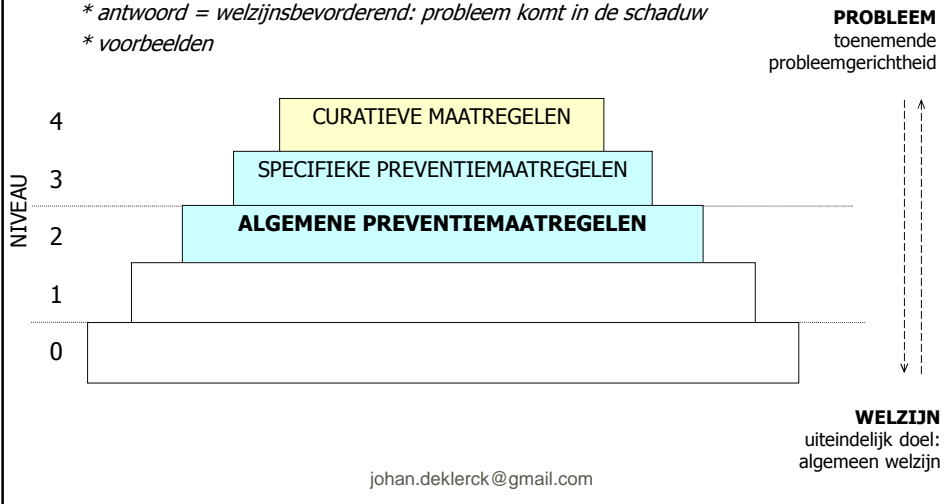 * antwoord = welzijnsbevorderend: probleem komt in de schaduw
* voorbeelden
PROBLEEM
toenemende
probleemgerichtheid
NIVEAU
4
CURATIEVE MAATREGELEN
3
SPECIFIEKE PREVENTIEMAATREGELEN
2
ALGEMENE PREVENTIEMAATREGELEN
1
0
WELZIJN
uiteindelijk doel:
algemeen welzijn
johan.deklerck@gmail.com